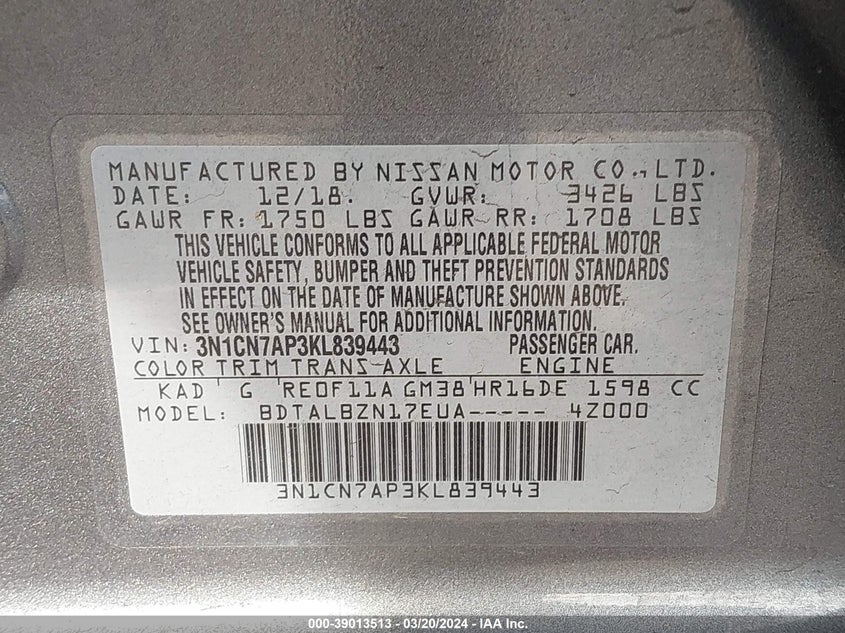 MANUFACTURED BY NISSAN MOTOR CO., LTD.
DATE: 12/18. GVWR: 3426 LBS
GAWR FR: 1750 LBS GAWR RR: 1708 LBS
THIS VEHICLE CONFORMS TO ALL APPLICABLE FEDERAL MOTOR
VEHICLE SAFETY, BUMPER AND THEFT PREVENTION STANDARDS
IN EFFECT ON THE DATE OF MANUFACTURE SHOWN ABOVE.
SEE OWNER'S MANUAL FOR ADDITIONAL INFORMATION.
VIN: 3N1CN7AP3KL839443 PASSENGER CAR.
COLOR TRIM TRANS AXLE ENGINE
KAD ' G ' RE0F11A GM38 ' HR16DE 1598 CC
MODEL: BDTALBZN17EUA----- 4Z000
3N1CN7AP3KL839443
000-39013513 - 03/20/2024 - IAA, Inc.